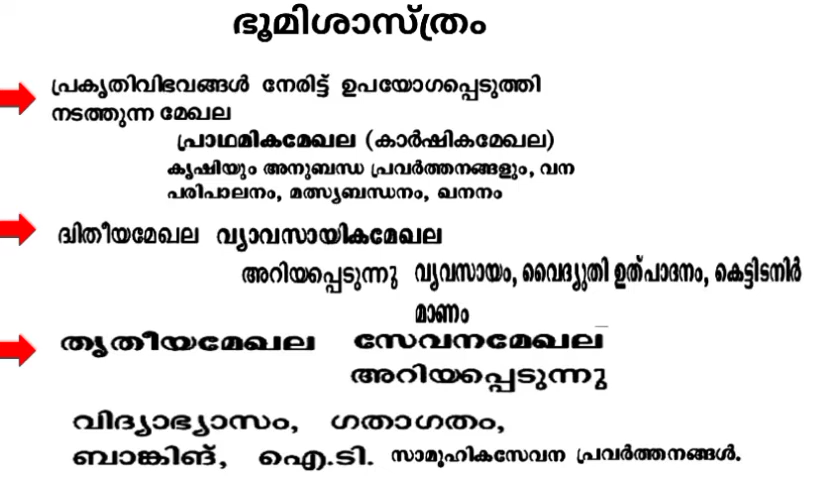 ഭൂമിശാസ്ത്രം
പ്രകൃതിവിഭവങ്ങൾ നേരിട്ട് ഉപയോഗപ്പെടുത്തി
നടത്തുന്ന മേഖല
പ്രാഥമികമേഖല (കാർഷികമേഖല)
കൃഷിയും അനുബന്ധ പ്രവർത്തനങ്ങളും, വന
പരിപാലനം, മത്സ്യബന്ധനം, ഖനനം
ദ്വിതീയമേഖല വ്യാവസായികമേഖല
അറിയപ്പെടുന്നു വ്യവസായം, വൈദ്യുതി ഉത്പാദനം, കെട്ടിടനിർ
മാണം
തൃതീയമേഖല സേവനമേഖല
അറിയപ്പെടുന്നു
വിദ്യാഭ്യാസം, ഗതാഗതം,
ബാങ്കിങ്, ഐ.ടി. സാമൂഹികസേവന പ്രവർത്തനങ്ങൾ.